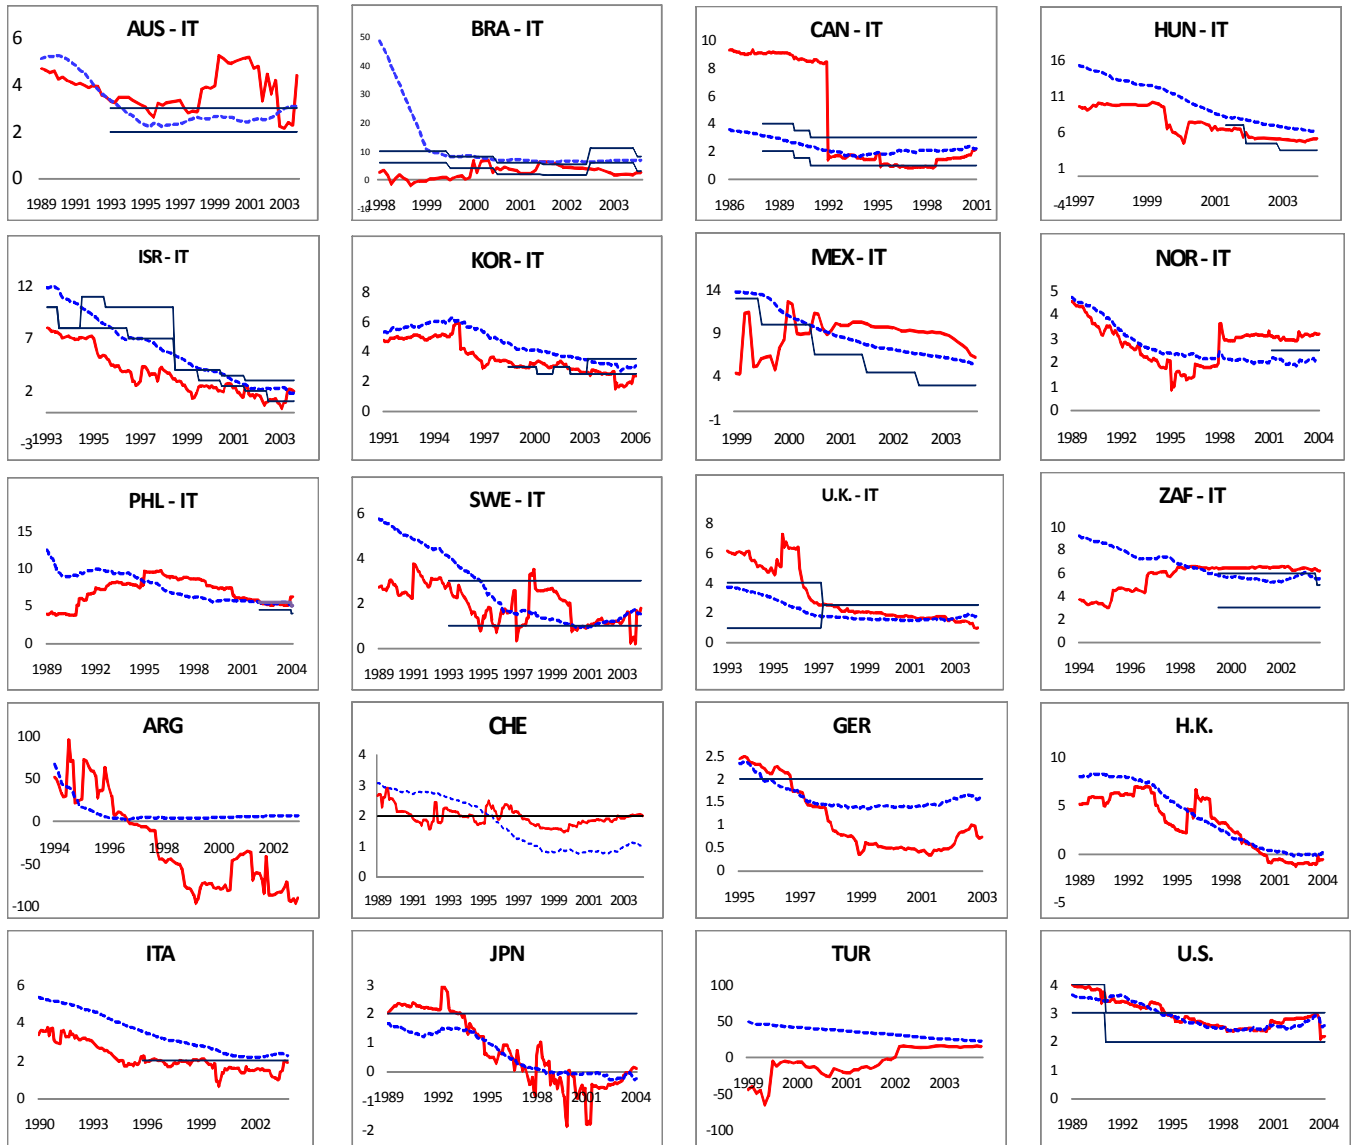 AUS - IT
6
4
2
0
1989 1991 1993 1995 1997 1999 2001 2003
BRA - IT
50
40
30
20
10
0
-10
1998 1999 2000 2001 2002 2003
CAN - IT
10
8
6
4
2
0
1986 1989 1992 1995 1998 2001
HUN - IT
16
11
6
1
-4
1997 1999 2001 2003
ISR - IT
12
7
2
-3
1993 1995 1997 1999 2001 2003
KOR - IT
8
6
4
2
0
1991 1994 1997 2000 2003 2006
MEX - IT
14
9
4
-1
1999 2000 2001 2002 2003
NOR - IT
5
4
3
2
1
0
1989 1992 1995 1998 2001 2004
PHL - IT
15
10
5
0
1989 1992 1995 1998 2001 2004
SWE - IT
6
4
2
0
1989 1991 1993 1995 1997 1999 2001 2003
U.K. - IT
8
6
4
2
0
1993 1995 1997 1999 2001 2003
ZAF - IT
10
8
6
4
2
0
1994 1996 1998 2000 2002
ARG
100
50
0
-50
-100
1994 1996 1998 2000 2002
CHE
4
3
2
1
0
1989 1991 1993 1995 1997 1999 2001 2003
GER
2.5
2
1.5
1
0.5
0
1995 1997 1999 2001 2003
H.K.
10
5
0
-5
1989 1992 1995 1998 2001 2004
ITA
6
4
2
0
1990 1993 1996 1999 2002
JPN
3
2
1
0
-1
-2
1989 1992 1995 1998 2001 2004
TUR
100
50
0
-50
-100
1999 2000 2001 2002 2003
U.S.
4
3
2
1
0
1989 1992 1995 1998 2001 2004